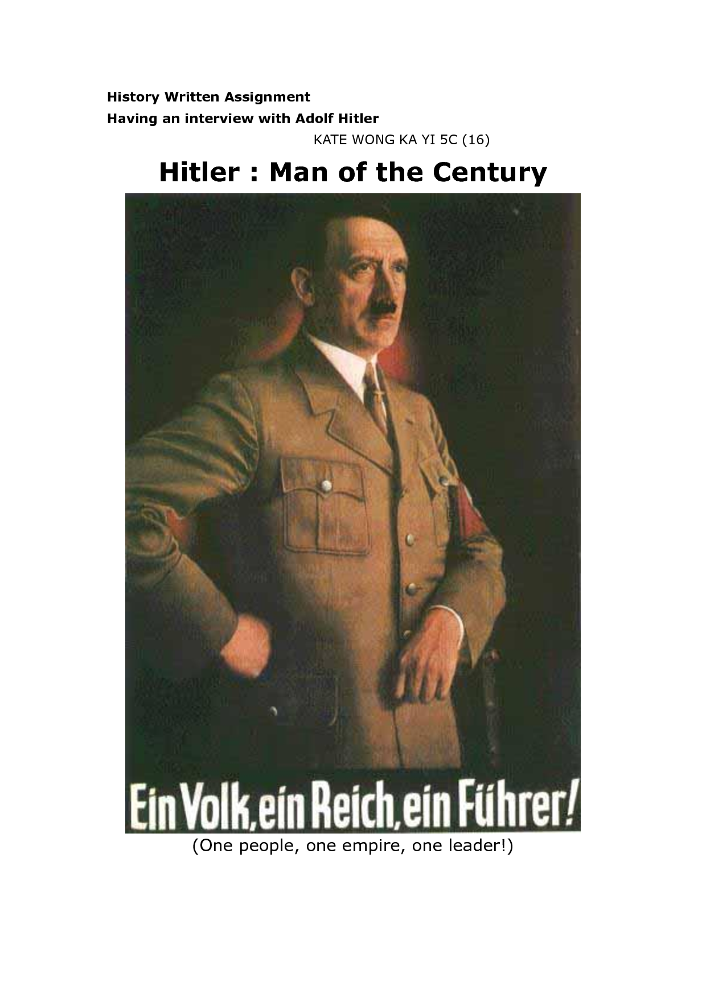 History Written Assignment
Having an interview with Adolf Hitler
KATE WONG KA YI 5C (16)
Hitler : Man of the Century
Ein Volk, ein Reich, ein Führer!
(One people, one empire, one leader!)